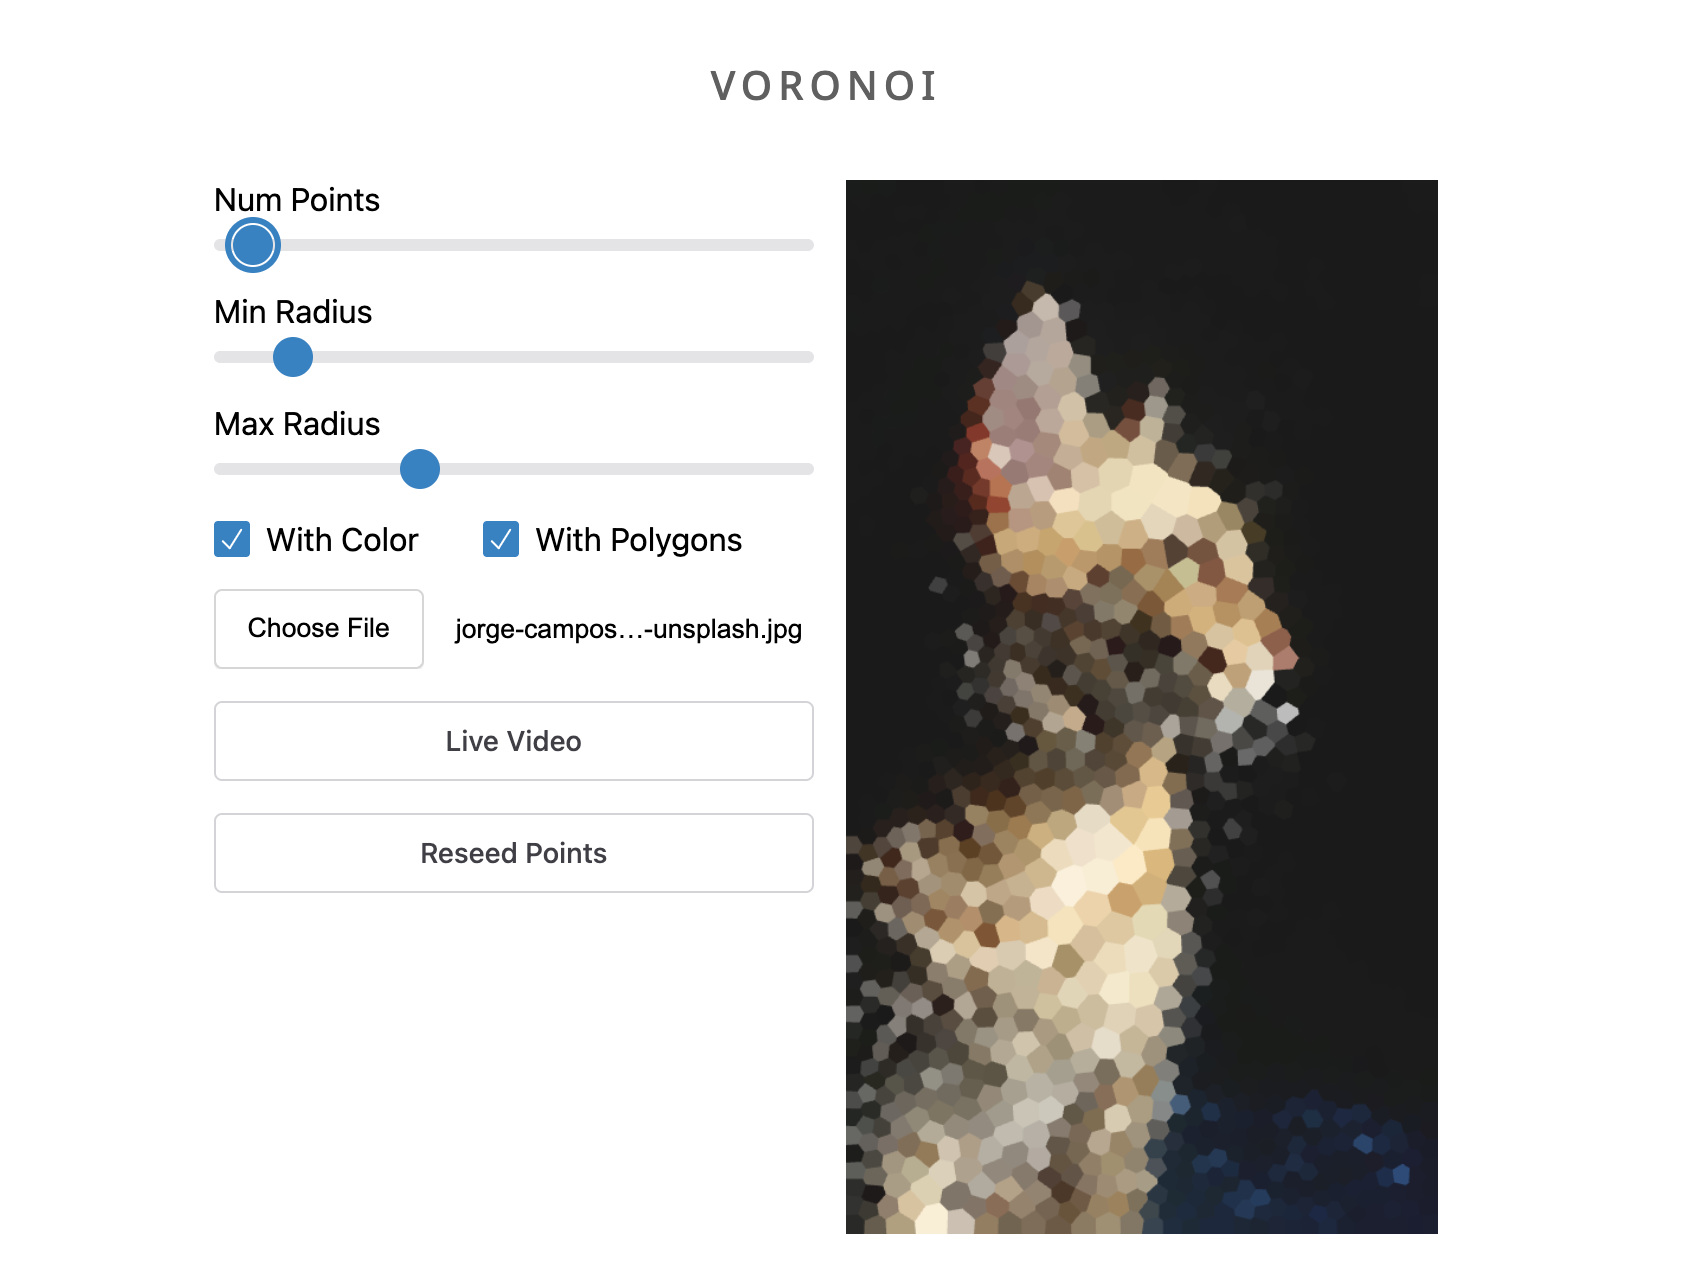 VORONOI
Num Points
Min Radius
Max Radius
With Color
With Polygons
Choose File
jorge-campos...-unsplash.jpg
Live Video
Reseed Points